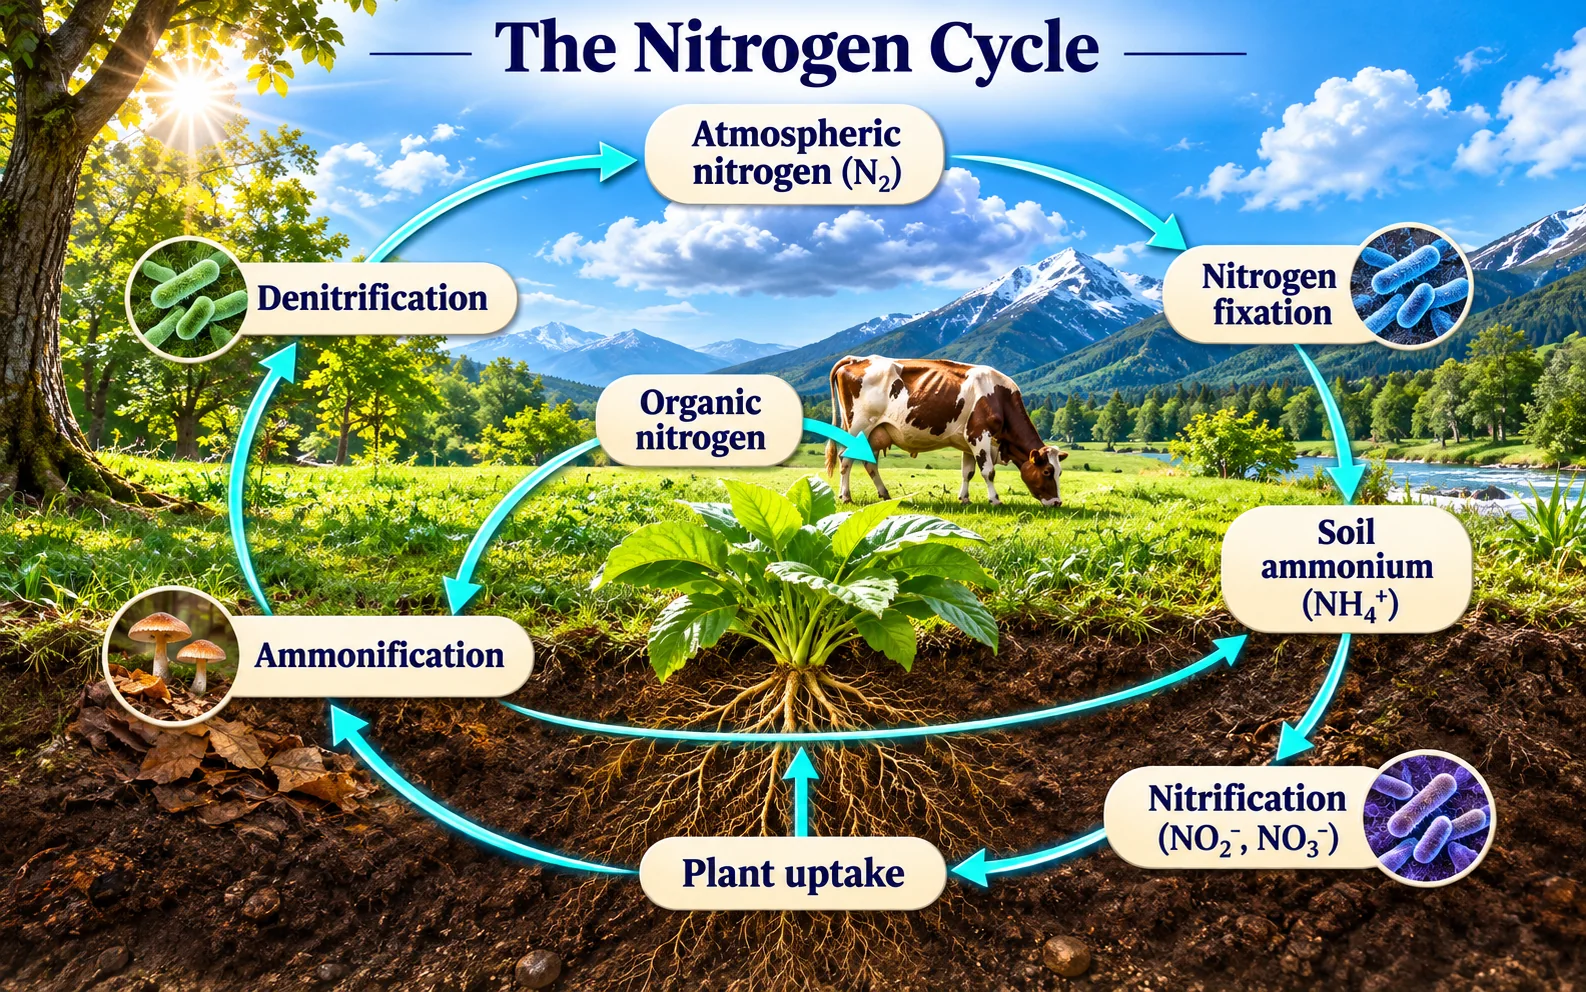 The Nitrogen Cycle
Atmospheric
nitrogen (N₂)
Denitrification
Nitrogen
fixation
Organic
nitrogen
Soil
ammonium
(NH₄⁺)
Ammonification
Nitrification
(NO₂⁻, NO₃⁻)
Plant uptake